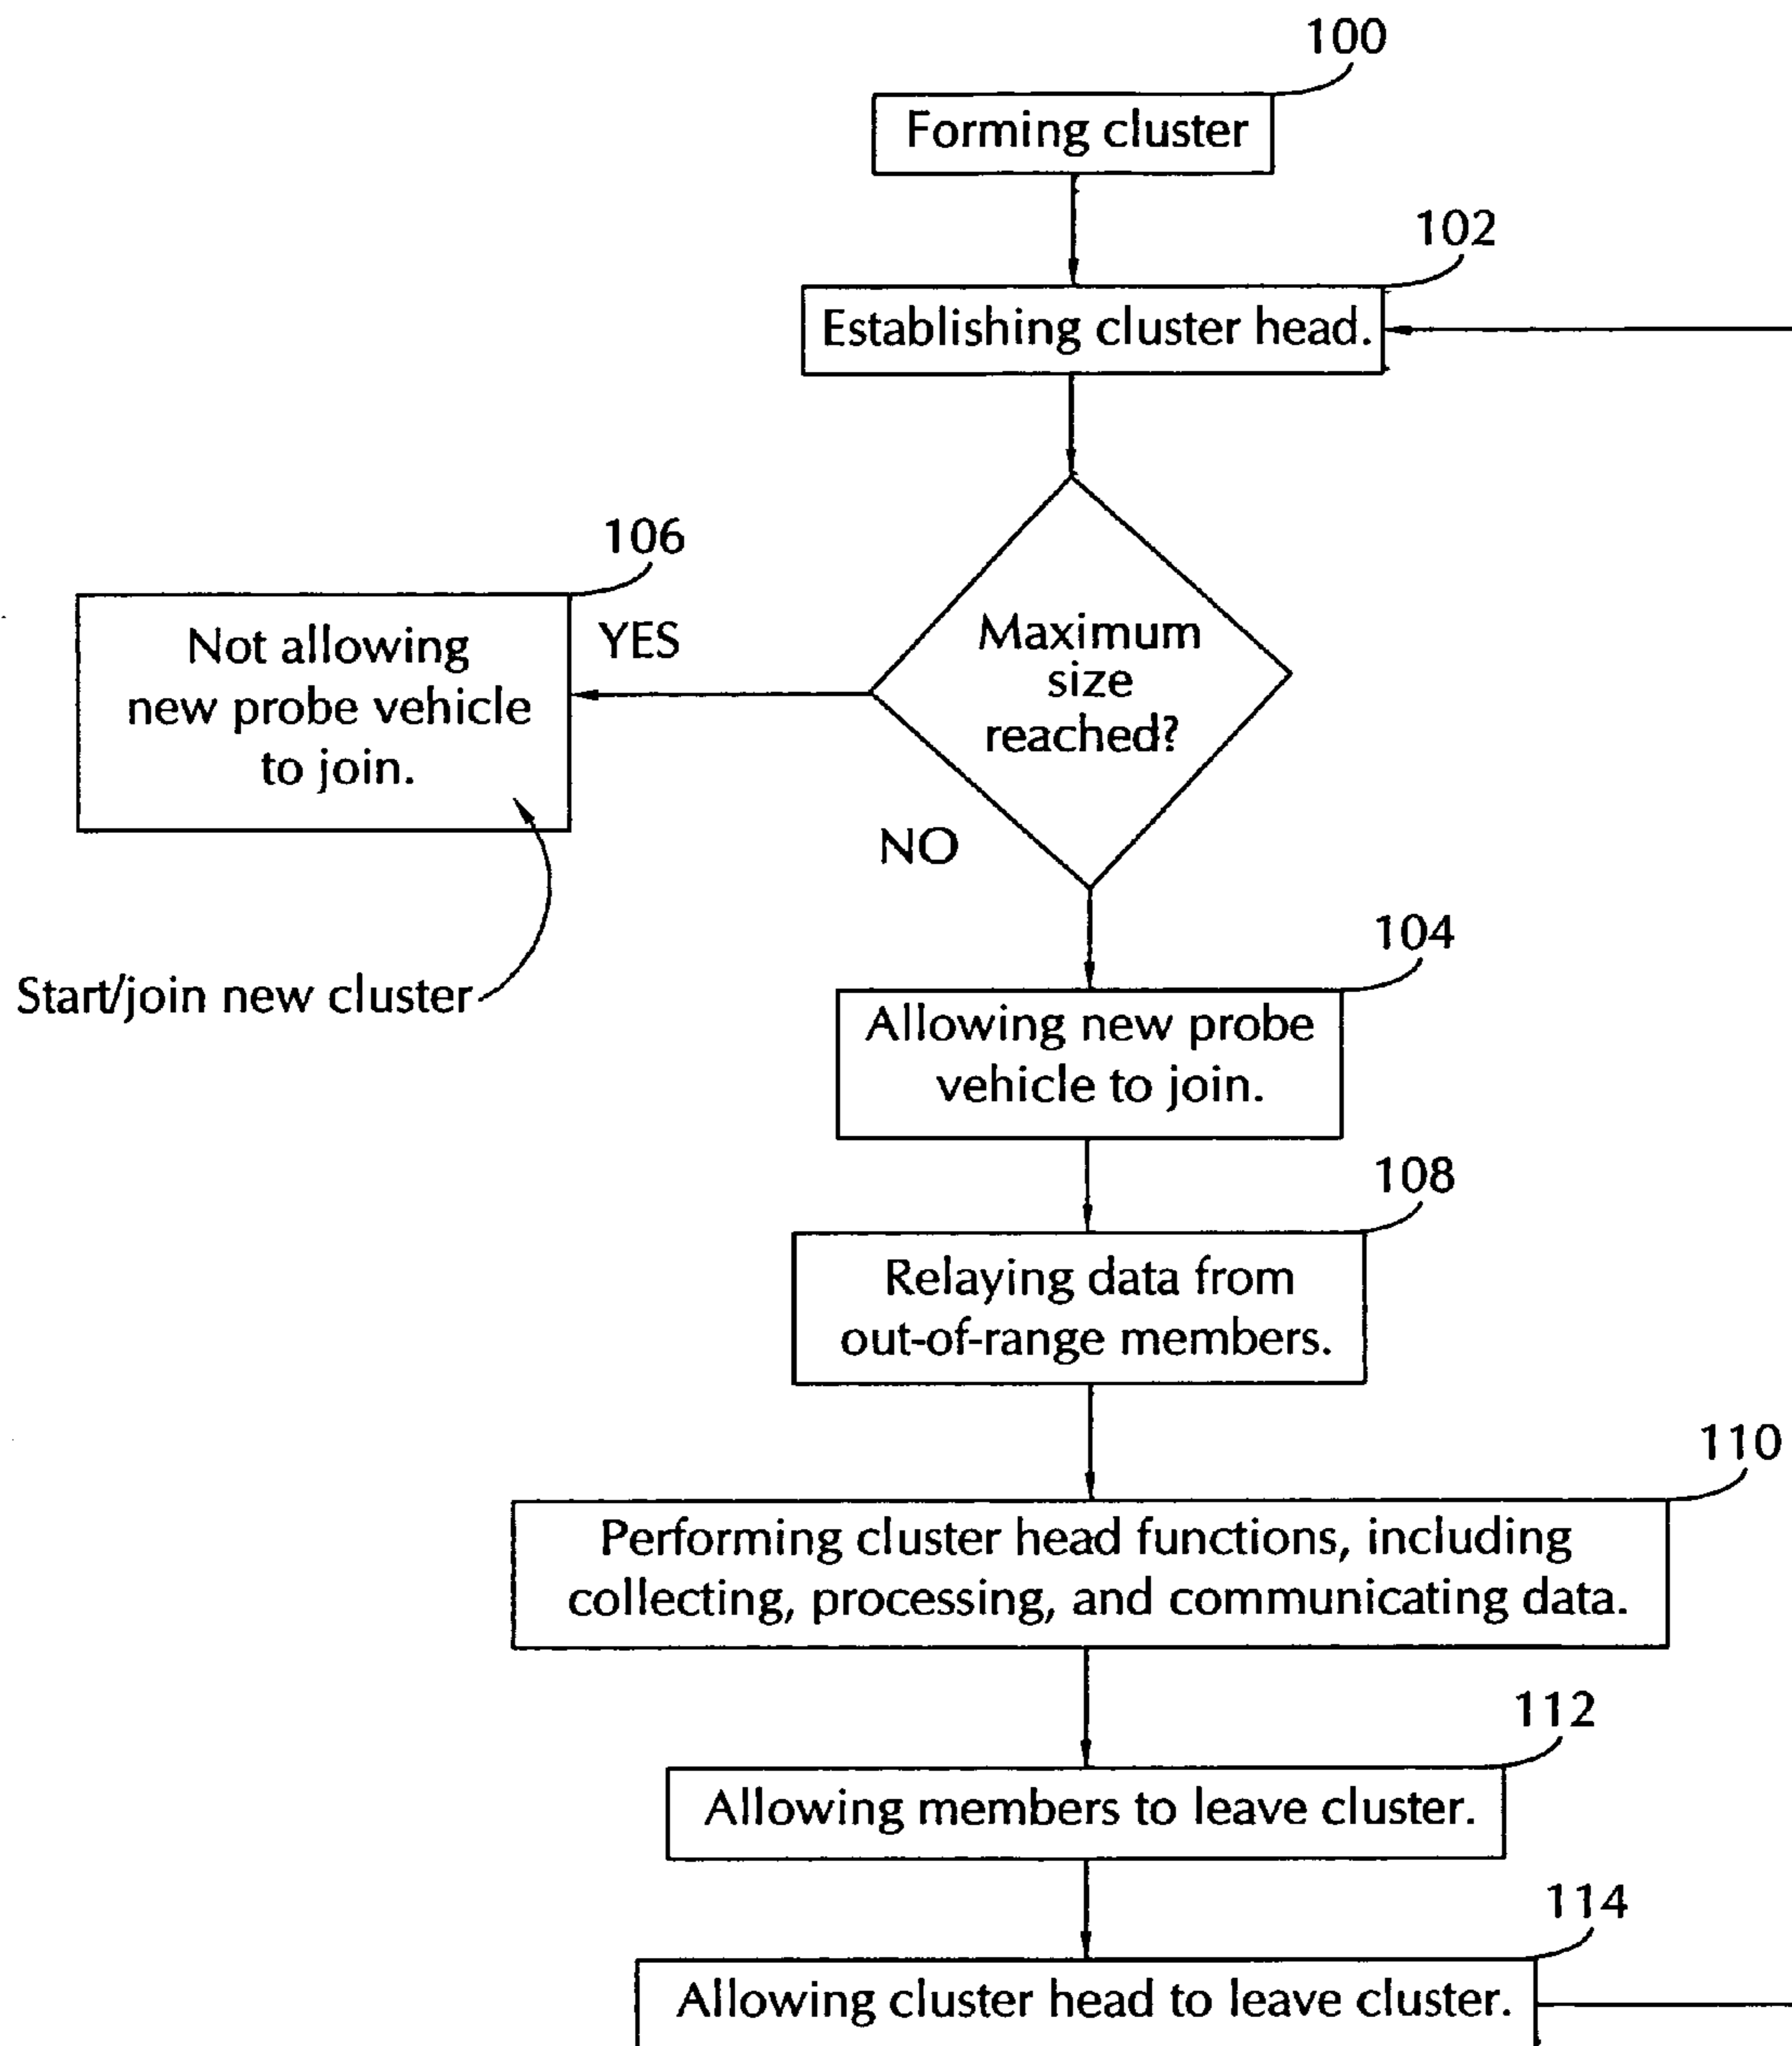 100
Forming cluster
102
Establishing cluster head.
106
Not allowing
new probe vehicle
to join.
YES
Maximum
size
reached?
NO
Start/join new cluster
104
Allowing new probe
vehicle to join.
108
Relaying data from
out-of-range members.
110
Performing cluster head functions, including
collecting, processing, and communicating data.
112
Allowing members to leave cluster.
114
Allowing cluster head to leave cluster.